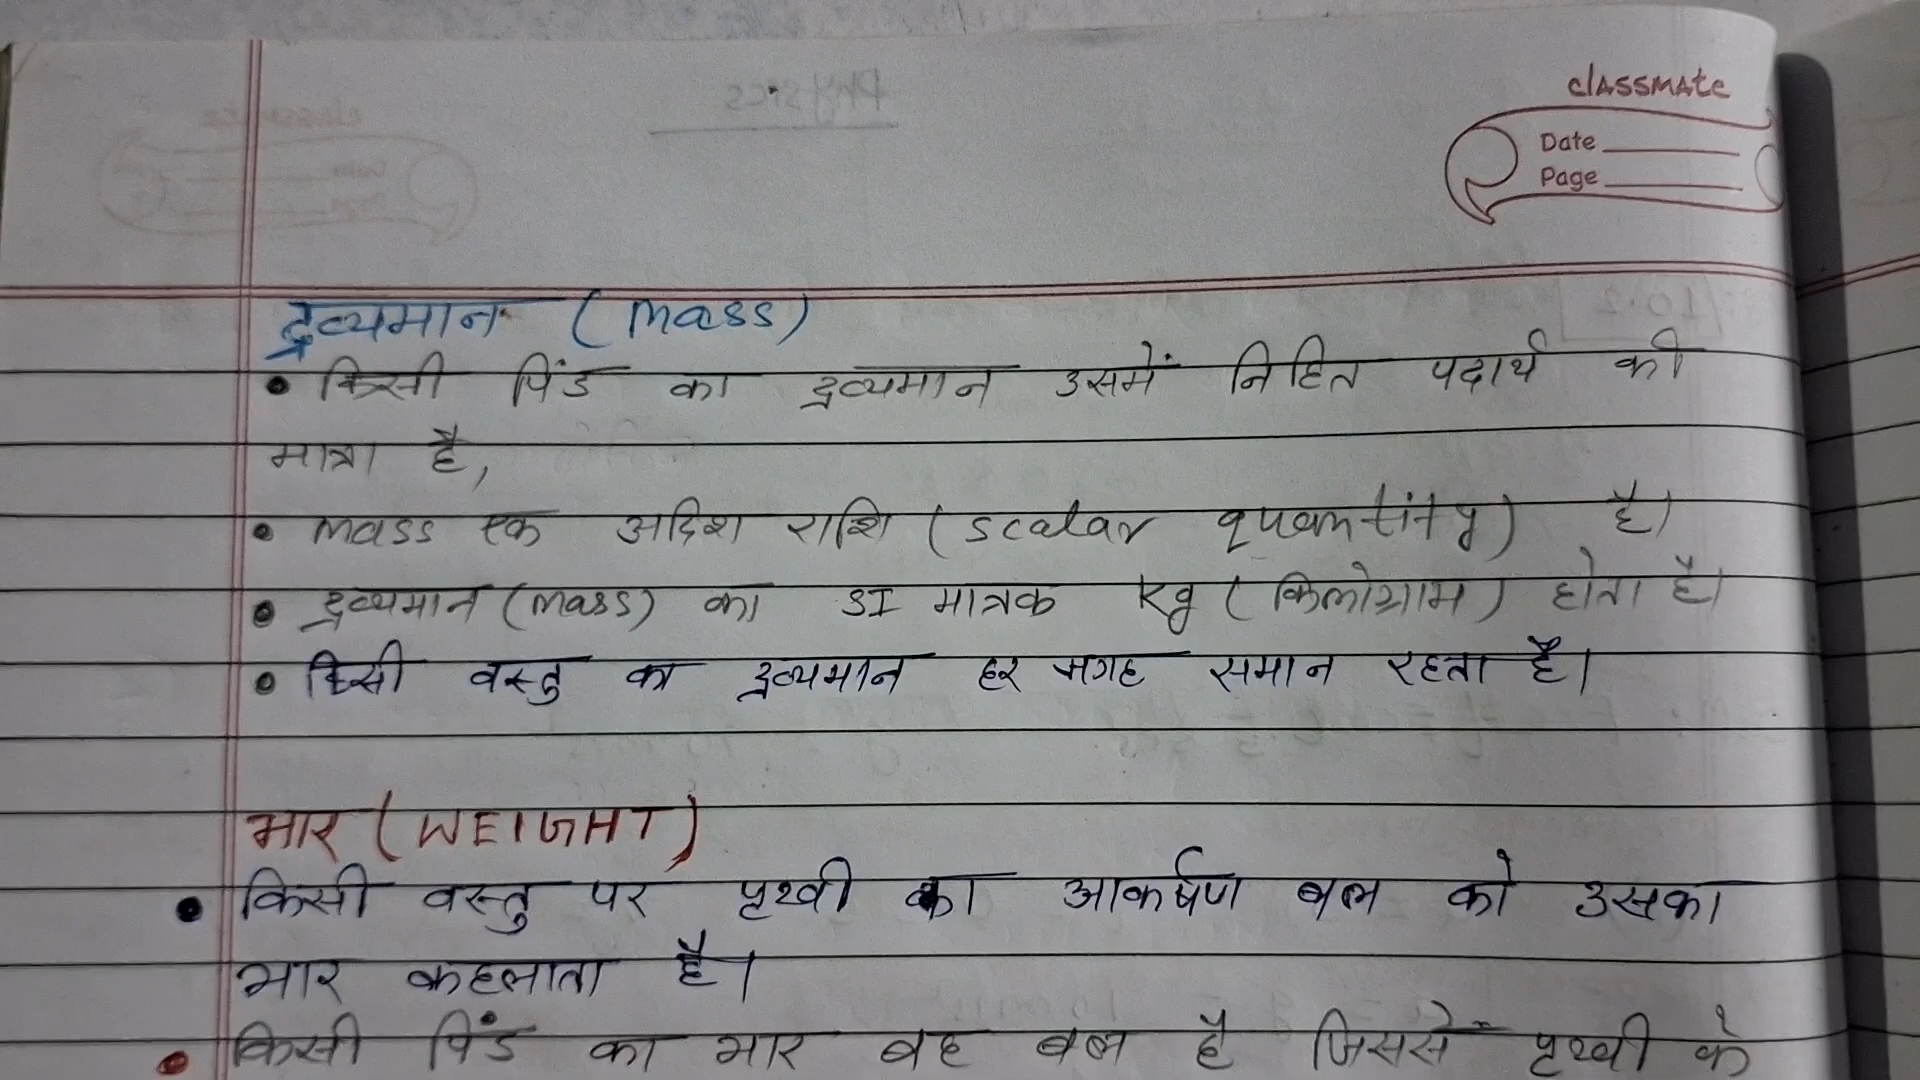 classmate
Date
Page
द्रव्यमान (mass)
• किसी पिंड का द्रव्यमान उसमें निहित पदार्थ की
मात्रा है,
• mass एक अदिश राशि (scalar quantity) है।
• द्रव्यमान (mass) का SI मात्रक kg (किलोग्राम) होता है।
• किसी वस्तु का द्रव्यमान हर जगह समान रहता है।
भार (WEIGHT)
• किसी वस्तु पर पृथ्वी का आकर्षण बल को उसका
भार कहलाता है।
• किसी पिंड का भार वह बल है जिससे पृथ्वी के